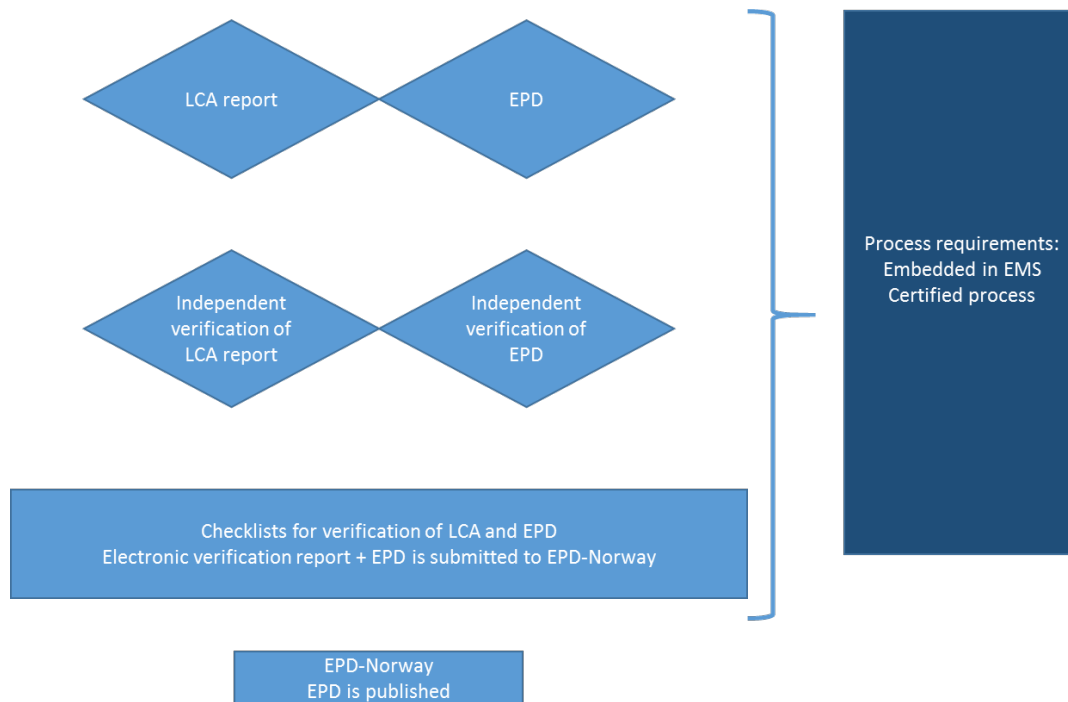 LCA report
EPD
Independent
verification of
LCA report
Independent
verification of
EPD
Process requirements:
Embedded in EMS
Certified process
Checklists for verification of LCA and EPD
Electronic verification report + EPD is submitted to EPD-Norway
EPD-Norway
EPD is published